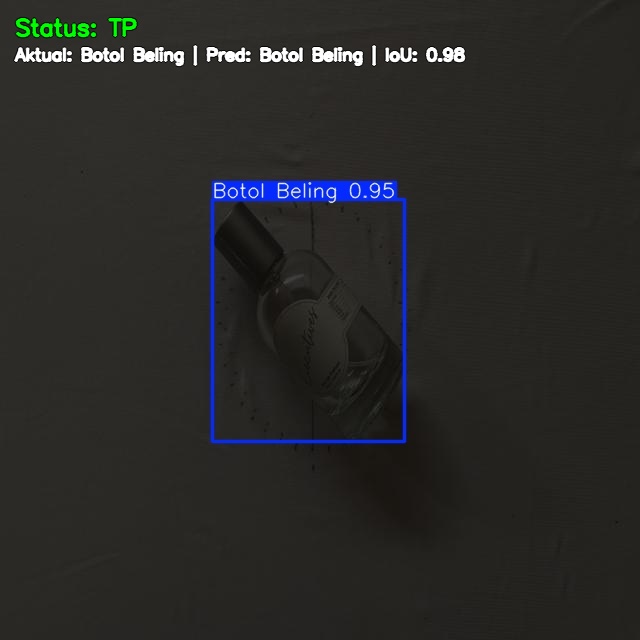 Status: TP
Aktual: Botol Beling | Pred: Botol Beling | IoU: 0.98
Botol Beling 0.95